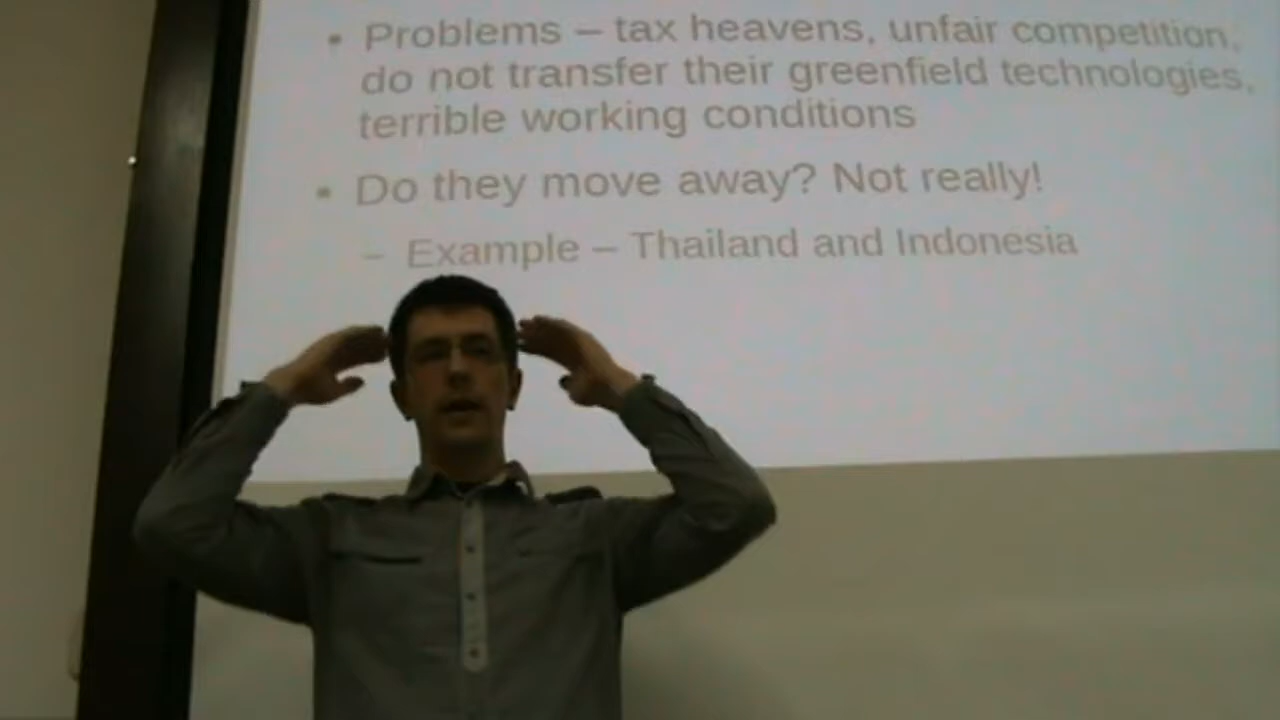 • Problems – tax heavens, unfair competition,
do not transfer their greenfield technologies,
terrible working conditions
• Do they move away? Not really!
– Example – Thailand and Indonesia